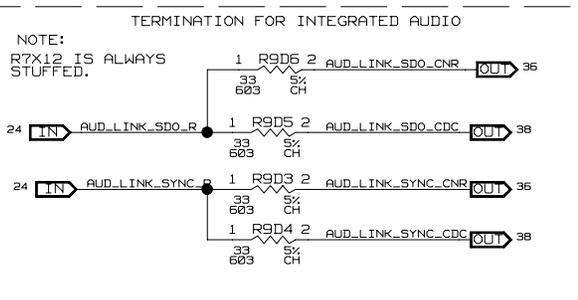 TERMINATION FOR INTEGRATED AUDIO
NOTE:
R7X12 IS ALWAYS
STUFFED.
1 R9D6 2 AUD_LINK_SDO_CNR OUT 36
33 5%
603 CH
24 IN AUD_LINK_SDO_R 1 R9D5 2 AUD_LINK_SDO_CDC OUT 38
33 5%
603 CH
24 IN AUD_LINK_SYNC_R 1 R9D3 2 AUD_LINK_SYNC_CNR OUT 36
33 5%
603 CH
1 R9D4 2 AUD_LINK_SYNC_CDC OUT 38
33 5%
603 CH